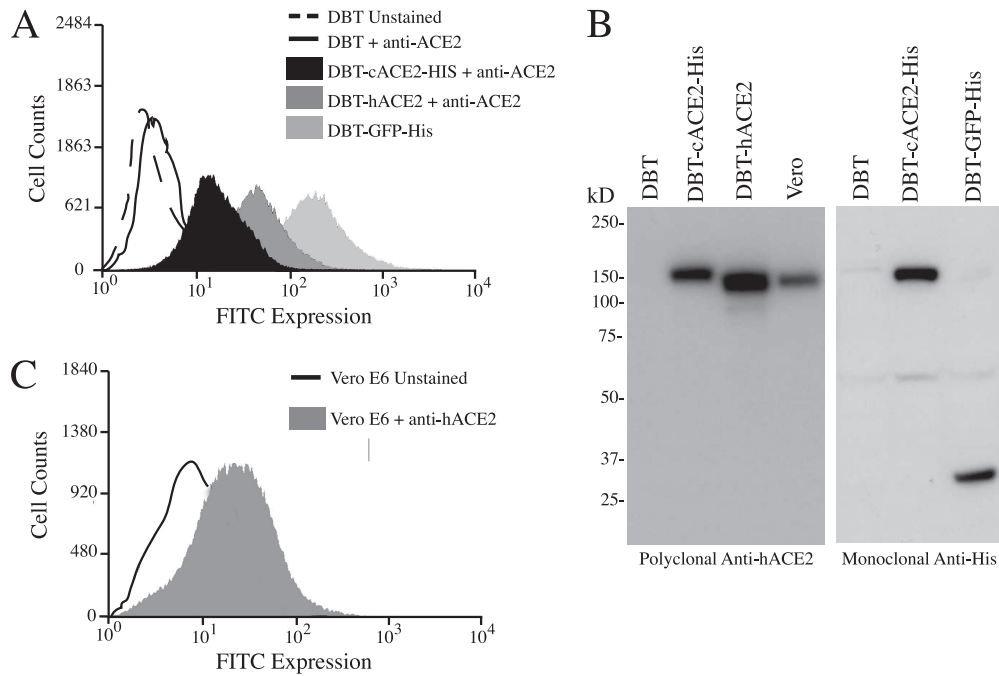 A
DBT Unstained
DBT + anti-ACE2
DBT-cACE2-HIS + anti-ACE2
DBT-hACE2 + anti-ACE2
DBT-GFP-His
Cell Counts
2484
1863
1863
621
0
10^0
10^1
10^2
10^3
10^4
FITC Expression
B
DBT
DBT-cACE2-His
DBT-hACE2
Vero
DBT
DBT-cACE2-His
DBT-GFP-His
kD
250-
150-
100-
75-
50-
37-
25-
Polyclonal Anti-hACE2
Monoclonal Anti-His
C
Vero E6 Unstained
Vero E6 + anti-hACE2
Cell Counts
1840
1380
920
480
0
10^0
10^1
10^2
10^3
10^4
FITC Expression